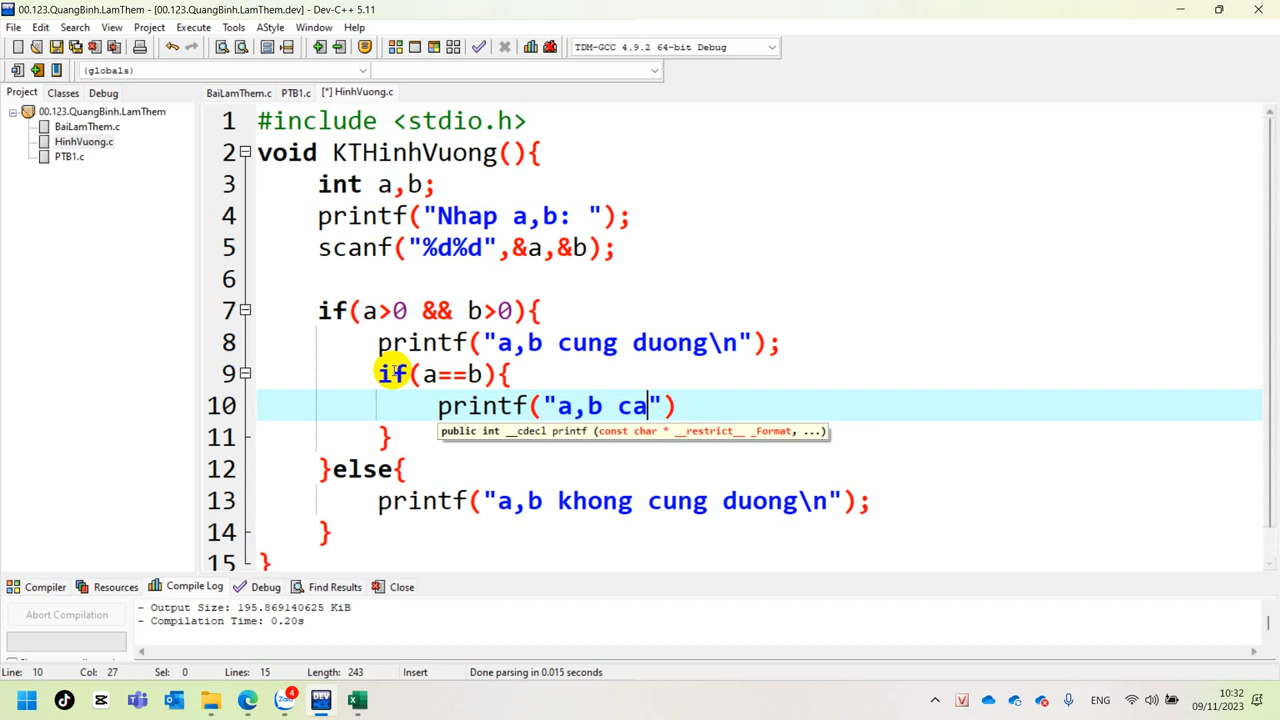 00.123.QuangBinh.LamThem - [00.123.QuangBinh.LamThem.dev] - Dev-C++ 5.11
File Edit Search View Project Execute Tools AStyle Window Help
TDM-GCC 4.9.2 64-bit Debug
(globals)
Project Classes Debug
BaiLamThem.c PTB1.c [*] HinhVuong.c
00.123.QuangBinh.LamThem
BaiLamThem.c
HinhVuong.c
PTB1.c
1 #include <stdio.h>
2 void KTHinhVuong(){
3 int a,b;
4 printf("Nhap a,b: ");
5 scanf("%d%d",&a,&b);
6
7 if(a>0 && b>0){
8 printf("a,b cung duong\n");
9 if(a==b){
10 printf("a,b ca")
public int __cdecl printf (const char * __restrict__ _Format, ...)
11 }
12 }else{
13 printf("a,b khong cung duong\n");
14 }
15 }
Compiler Resources Compile Log Debug Find Results Close
Abort Compilation
- Output Size: 195.869140625 KiB
- Compilation Time: 0.20s
Line: 10 Col: 27 Sel: 0 Lines: 15 Length: 243 Insert Done parsing in 0.015 seconds
4
DEV
V
ENG
10:32
09/11/2023